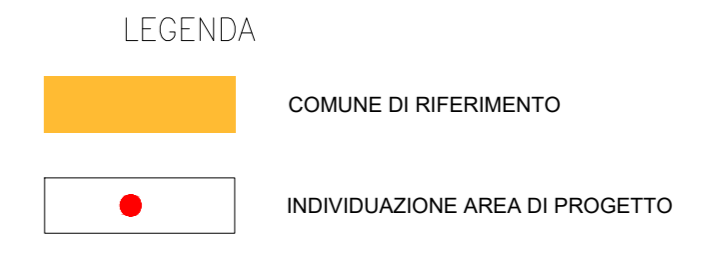 LEGENDA
COMUNE DI RIFERIMENTO
INDIVIDUAZIONE AREA DI PROGETTO